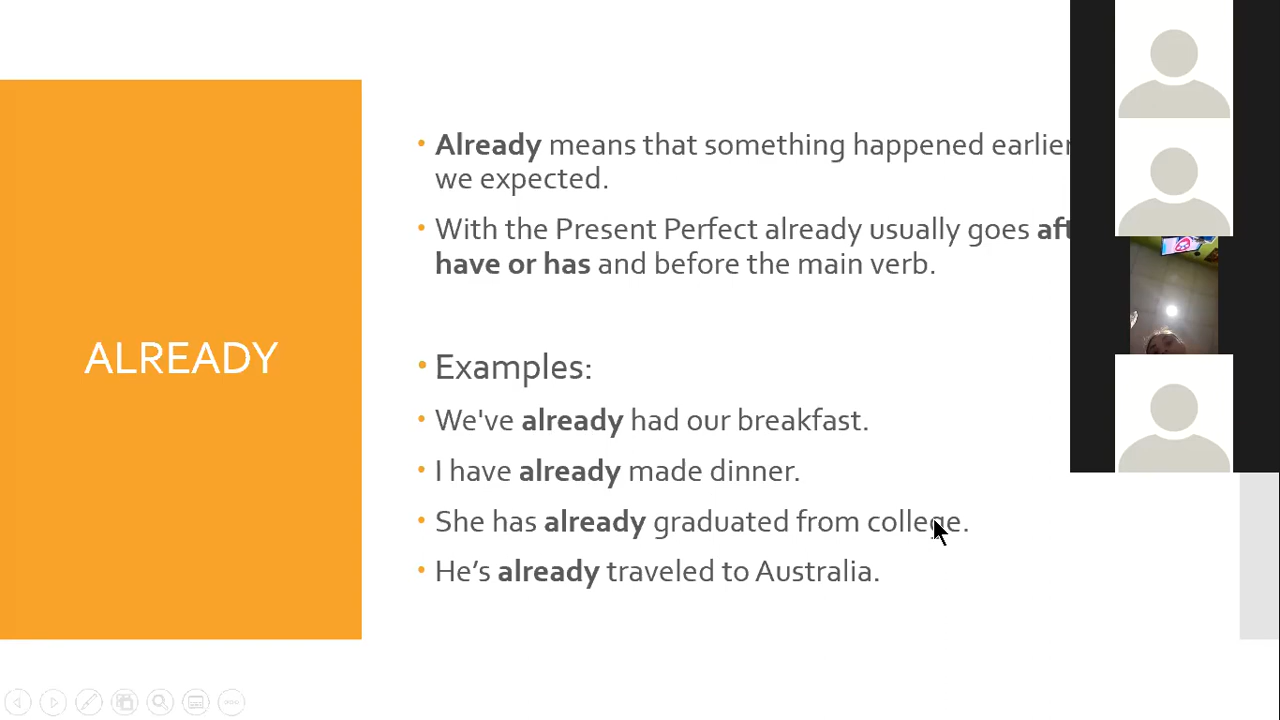 ALREADY
• Already means that something happened earlier
we expected.
• With the Present Perfect already usually goes
have or has and before the main verb.
• Examples:
• We've already had our breakfast.
• I have already made dinner.
• She has already graduated from college.
• He’s already traveled to Australia.